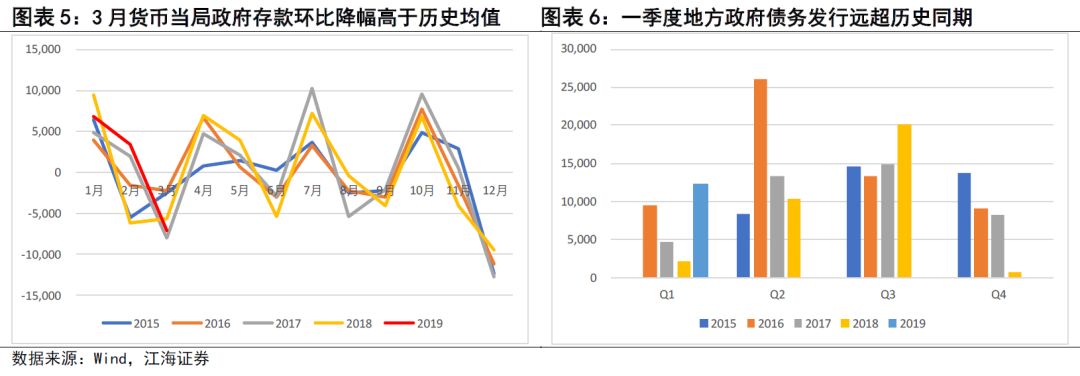 图表 5：3 月货币当局政府存款环比降幅高于历史均值
15,000
10,000
5,000
0
-5,000
-10,000
-15,000
1月 2月 3月 4月 5月 6月 7月 8月 9月 10月 11月 12月
2015 2016 2017 2018 2019
图表 6：一季度地方政府债务发行远超历史同期
30,000
25,000
20,000
15,000
10,000
5,000
0
Q1 Q2 Q3 Q4
2015 2016 2017 2018 2019
数据来源：Wind，江海证券